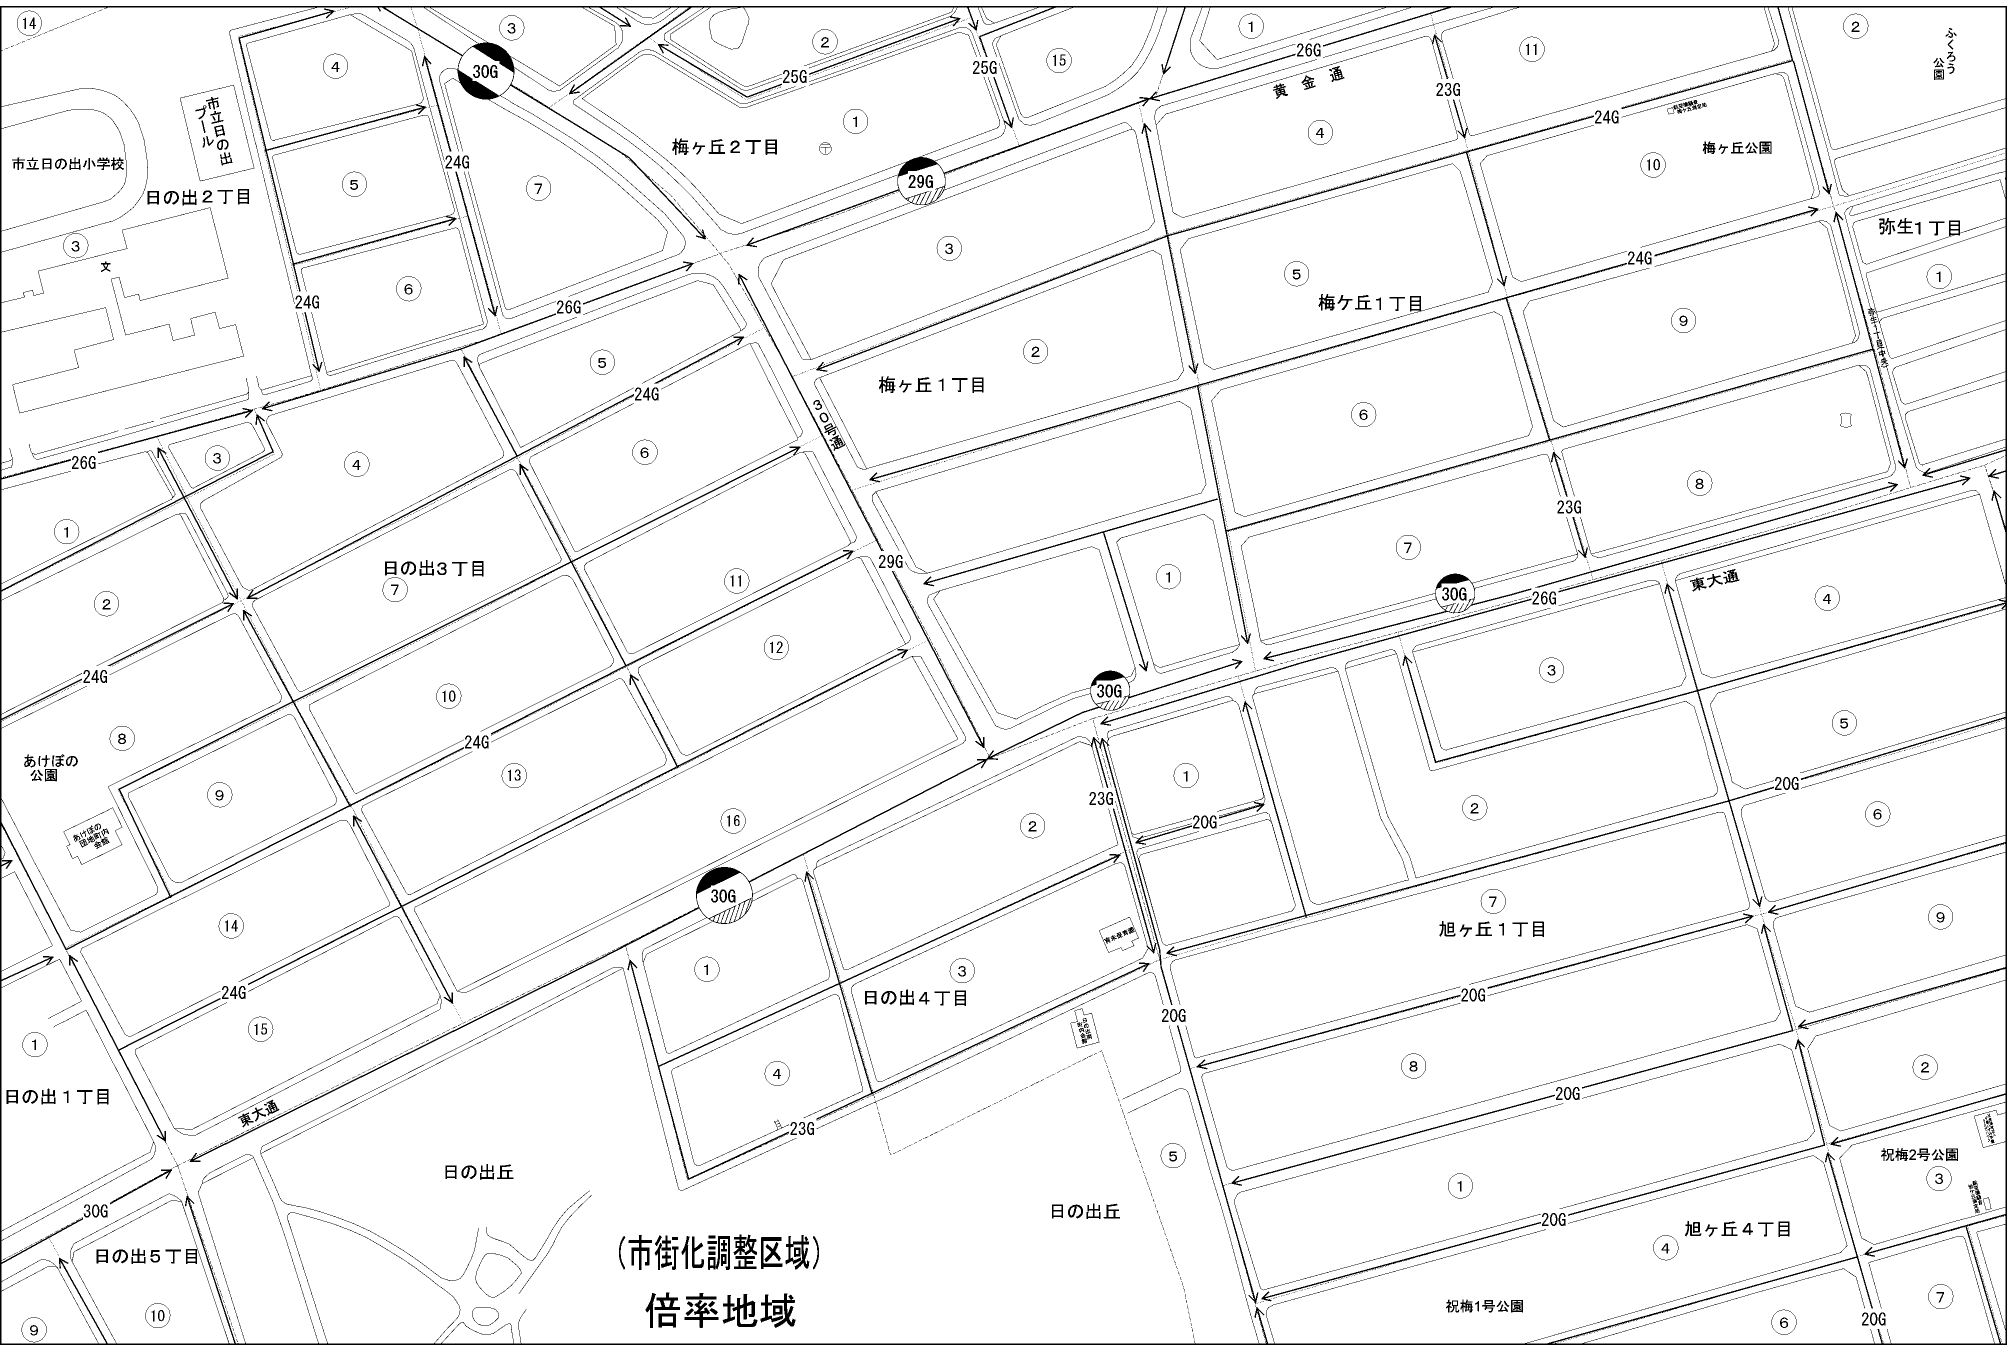 14
3
2
15
1
26G
11
2
ふくろう
公園
4
30G
25G
25G
黄金通
23G
市立日の出
プール
1
4
24G
梅ヶ丘2丁目
10
梅ヶ丘公園
市立日の出小学校
24G
5
7
29G
日の出2丁目
弥生1丁目
3
文
3
24G
5
1
24G
6
26G
梅ケ丘1丁目
9
2
5
梅ヶ丘1丁目
24G
30号通
6
26G
3
4
6
8
23G
1
日の出3丁目
7
11
29G
1
7
2
30G
26G
東大通
4
12
24G
10
30G
3
8
24G
5
あけぼの
公園
13
1
20G
9
23G
2
16
2
20G
6
あけぼの
団地町内
会館
30G
14
7
9
旭ヶ丘1丁目
1
3
日の出4丁目
24G
20G
15
20G
1
8
2
4
日の出1丁目
20G
東大通
23G
日の出丘
5
祝梅2号公園
1
3
30G
日の出丘
20G
日の出5丁目
(市街化調整区域)
旭ヶ丘4丁目
4
倍率地域
祝梅1号公園
7
10
9
6
20G